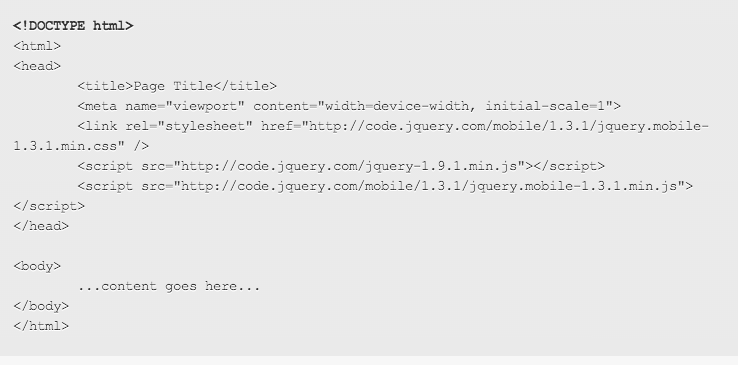 <!DOCTYPE html>
<html>
<head>
        <title>Page Title</title>
        <meta name="viewport" content="width=device-width, initial-scale=1">
        <link rel="stylesheet" href="http://code.jquery.com/mobile/1.3.1/jquery.mobile-
1.3.1.min.css" />
        <script src="http://code.jquery.com/jquery-1.9.1.min.js"></script>
        <script src="http://code.jquery.com/mobile/1.3.1/jquery.mobile-1.3.1.min.js">
</script>
</head>
<body>
        ...content goes here...
</body>
</html>